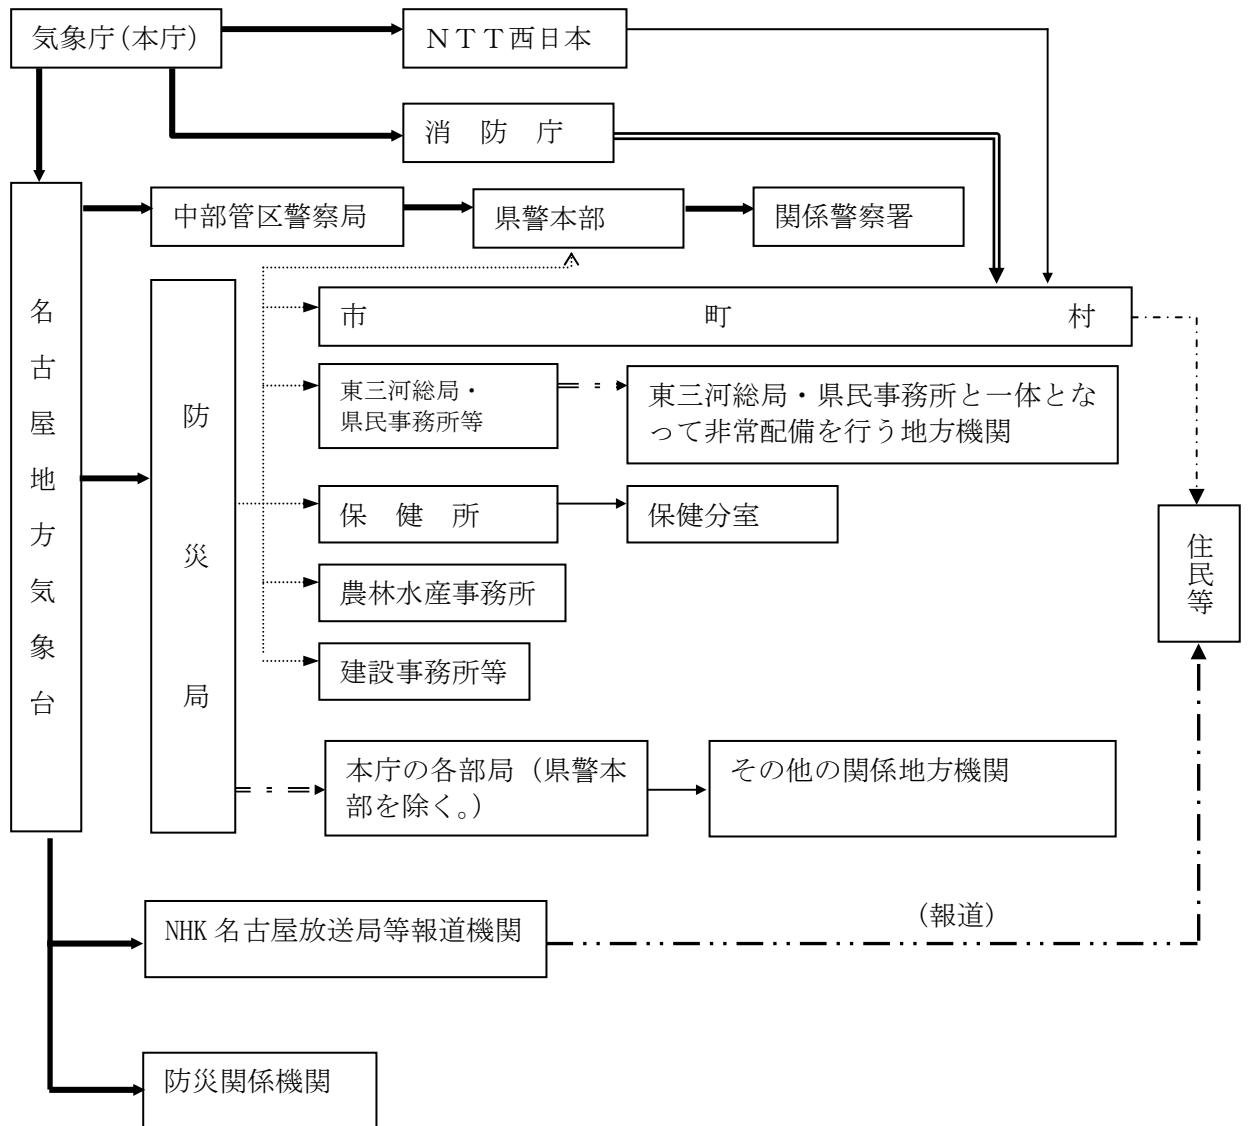 気象庁(本庁)
ＮＴＴ西日本
消　防　庁
中部管区警察局
県警本部
関係警察署
名古屋地方気象台
防災局
市　町　村
東三河総局・
県民事務所等
東三河総局・県民事務所と一体とな
って非常配備を行う地方機関
保　健　所
保健分室
住民等
農林水産事務所
建設事務所等
本庁の各部局（県警本
部を除く。）
その他の関係地方機関
NHK 名古屋放送局等報道機関
（報道）
防災関係機関